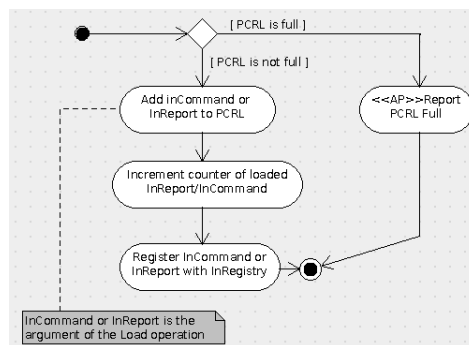 [ PCRL is full ]
[ PCRL is not full ]
Add inCommand or
InReport to PCRL
<<AP>>Report
PCRL Full
Increment counter of loaded
InReport/InCommand
Register InCommand or
InReport with InRegistry
InCommand or InReport is the
argument of the Load operation